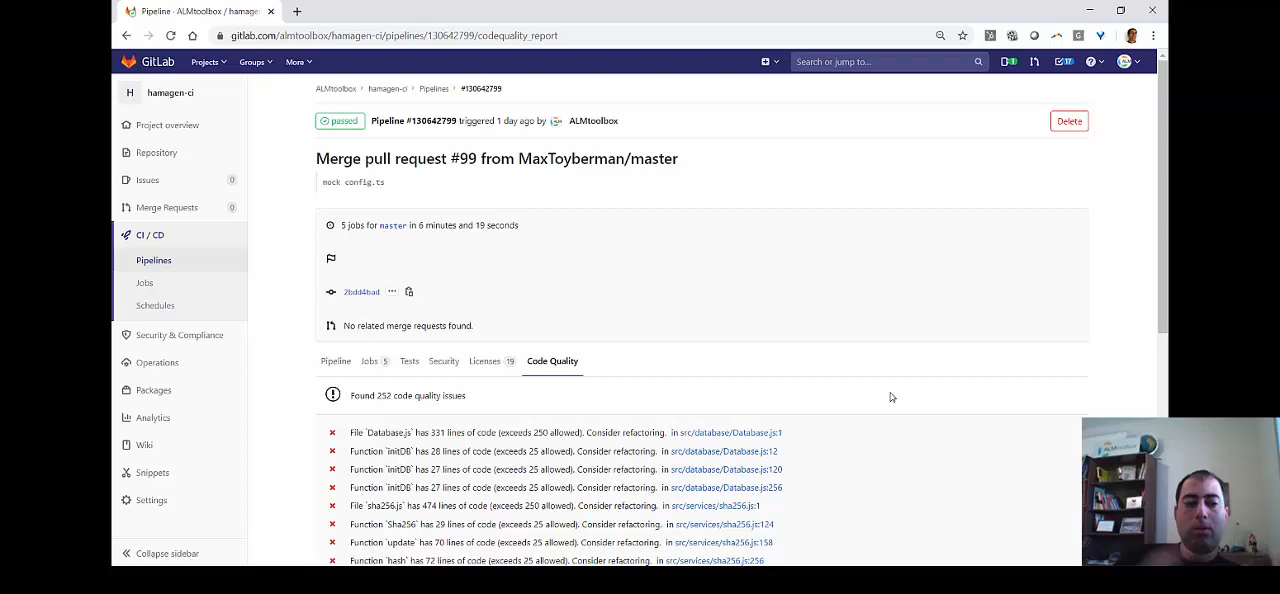 Pipeline - ALMtoolbox / hamagen
gitlab.com/almtoolbox/hamagen-ci/pipelines/130642799/codequality_report
GitLab Projects Groups More Search or jump to... 1 17
H hamagen-ci
Project overview
Repository
Issues 0
Merge Requests 0
CI / CD
Pipelines
Jobs
Schedules
Security & Compliance
Operations
Packages
Analytics
Wiki
Snippets
Settings
Collapse sidebar
ALMtoolbox > hamagen-ci > Pipelines > #130642799
passed Pipeline #130642799 triggered 1 day ago by ALMtoolbox Delete
Merge pull request #99 from MaxToyberman/master
mock config.ts
5 jobs for master in 6 minutes and 19 seconds
2bdd4bad ...
No related merge requests found.
Pipeline Jobs 5 Tests Security Licenses 19 Code Quality
Found 252 code quality issues
File `Database.js` has 331 lines of code (exceeds 250 allowed). Consider refactoring. in src/database/Database.js:1
Function `initDB` has 28 lines of code (exceeds 25 allowed). Consider refactoring. in src/database/Database.js:12
Function `initDB` has 27 lines of code (exceeds 25 allowed). Consider refactoring. in src/database/Database.js:120
Function `initDB` has 27 lines of code (exceeds 25 allowed). Consider refactoring. in src/database/Database.js:256
File `sha256.js` has 474 lines of code (exceeds 250 allowed). Consider refactoring. in src/services/sha256.js:1
Function `Sha256` has 29 lines of code (exceeds 25 allowed). Consider refactoring. in src/services/sha256.js:124
Function `update` has 70 lines of code (exceeds 25 allowed). Consider refactoring. in src/services/sha256.js:158
Function `hash` has 72 lines of code (exceeds 25 allowed). Consider refactoring. in src/services/sha256.js:256